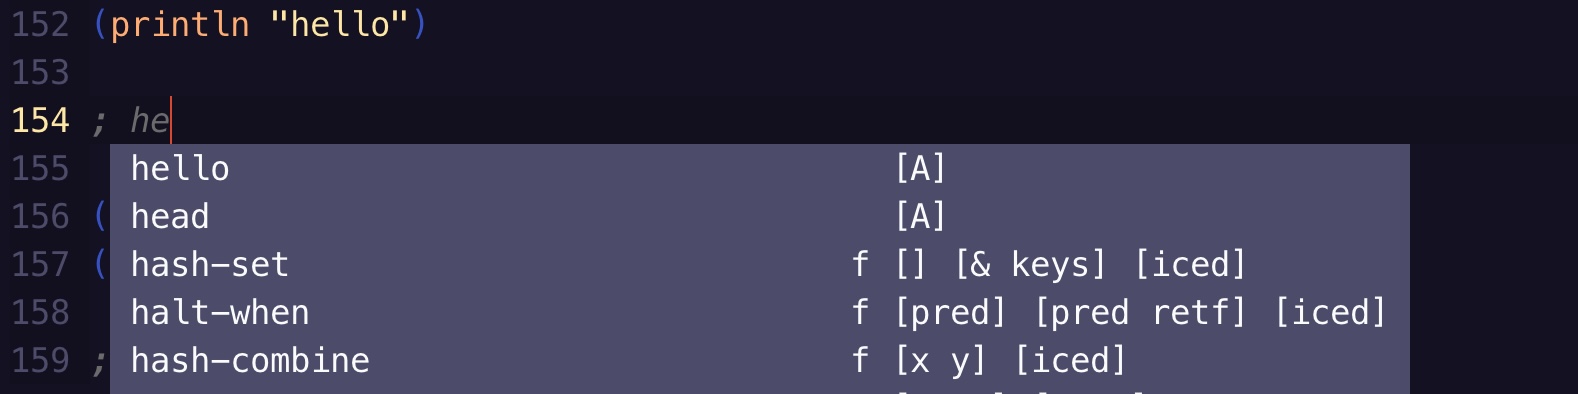 152 (println "hello")
153
154 ; he
155 hello [A]
156 ( head [A]
157 ( hash-set f [] [& keys] [iced]
158 halt-when f [pred] [pred retf] [iced]
159 ; hash-combine f [x y] [iced]